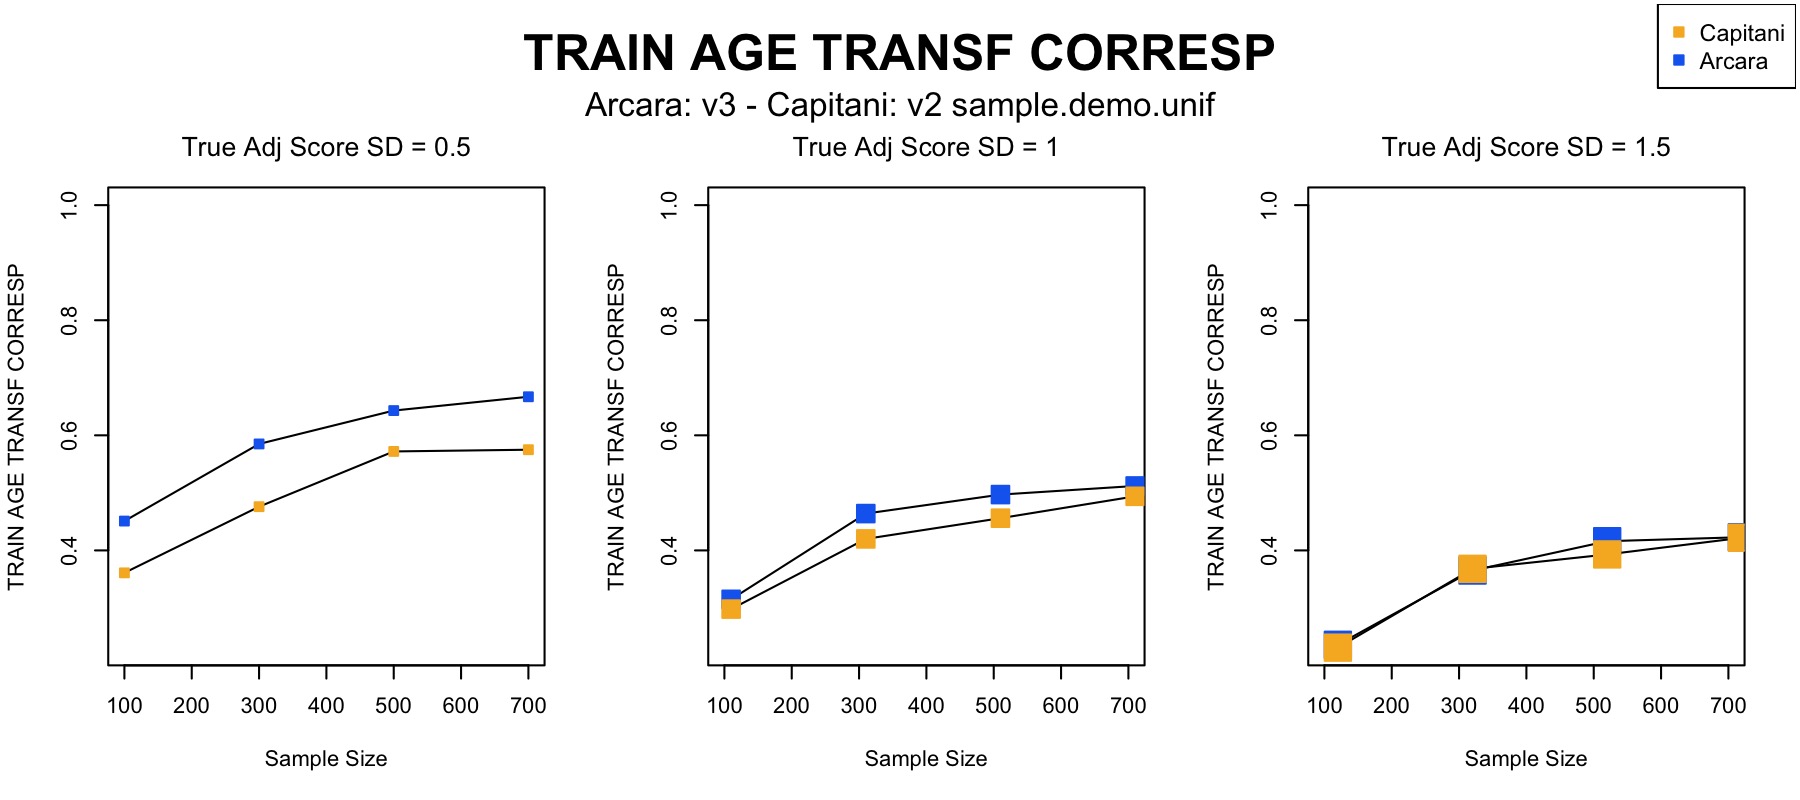 TRAIN AGE TRANSF CORRESP
Arcara: v3 - Capitani: v2 sample.demo.unif
Capitani
Arcara
True Adj Score SD = 0.5
TRAIN AGE TRANSF CORRESP
1.0
0.8
0.6
0.4
100 200 300 400 500 600 700
Sample Size
True Adj Score SD = 1
TRAIN AGE TRANSF CORRESP
1.0
0.8
0.6
0.4
100 200 300 400 500 600 700
Sample Size
True Adj Score SD = 1.5
TRAIN AGE TRANSF CORRESP
1.0
0.8
0.6
0.4
100 200 300 400 500 600 700
Sample Size